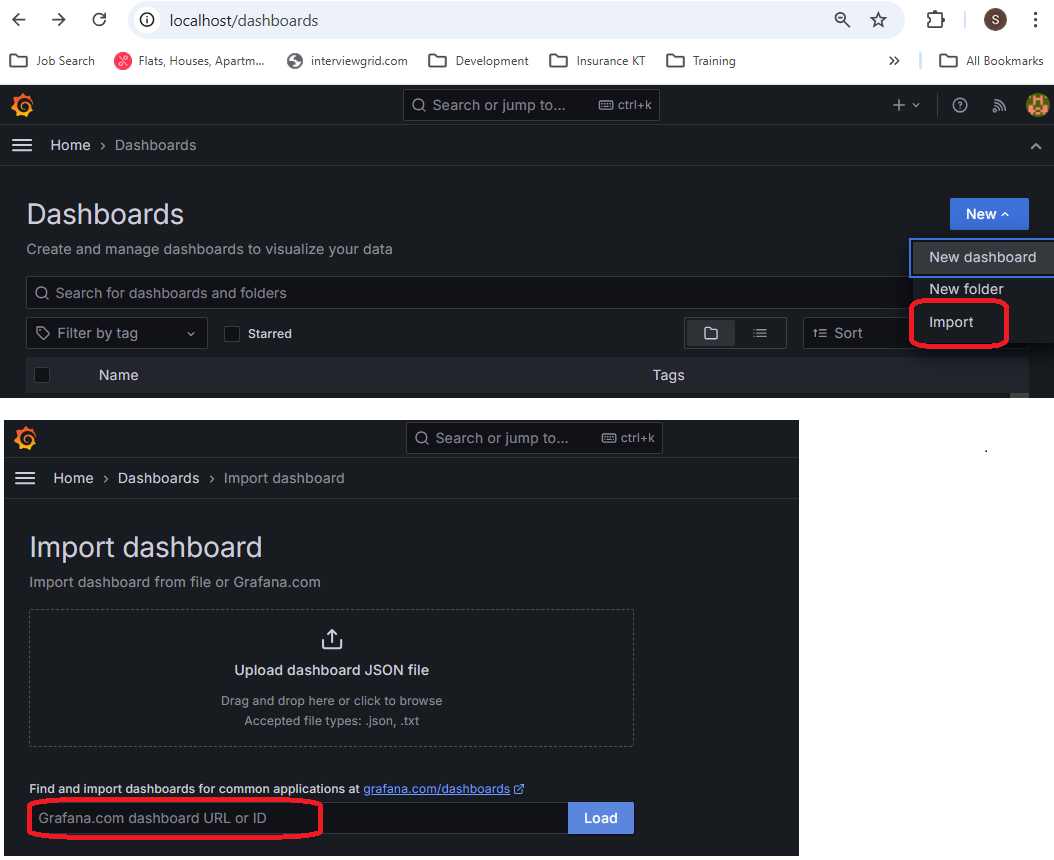 localhost/dashboards
S
Job Search Flats, Houses, Apartm... interviewgrid.com Development Insurance KT Training » All Bookmarks
Search or jump to... ctrl+k
Home › Dashboards
Dashboards
New
Create and manage dashboards to visualize your data
New dashboard
Search for dashboards and folders
New folder
Import
Filter by tag Starred Sort
Name Tags
Search or jump to... ctrl+k
Home › Dashboards › Import dashboard
Import dashboard
Import dashboard from file or Grafana.com
Upload dashboard JSON file
Drag and drop here or click to browse
Accepted file types: .json, .txt
Find and import dashboards for common applications at grafana.com/dashboards
Grafana.com dashboard URL or ID Load